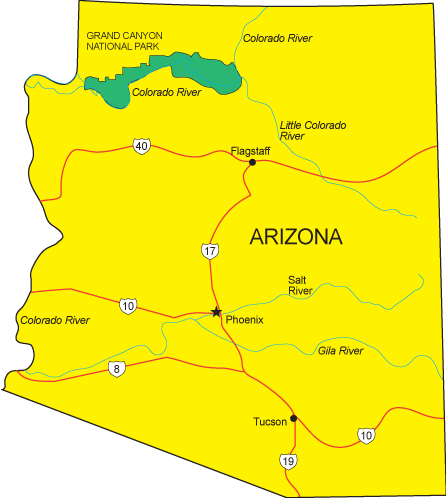 GRAND CANYON
NATIONAL PARK
Colorado River
Colorado River
Little Colorado
River
40
Flagstaff
17
ARIZONA
Salt
River
10
Colorado River
Phoenix
Gila River
8
Tucson
10
19